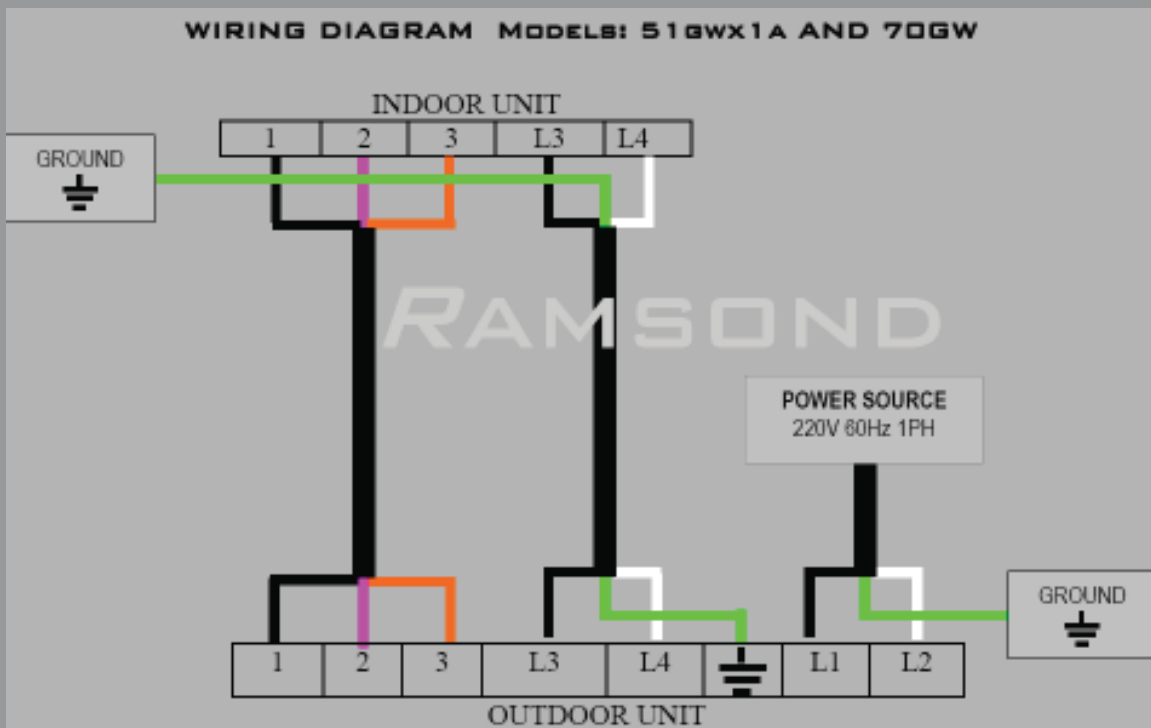 WIRING DIAGRAM MODELS: 51GWX1A AND 70GW
INDOOR UNIT
1 2 3 L3 L4
GROUND
RAMSOND
POWER SOURCE
220V 60Hz 1PH
GROUND
1 2 3 L3 L4 L1 L2
OUTDOOR UNIT